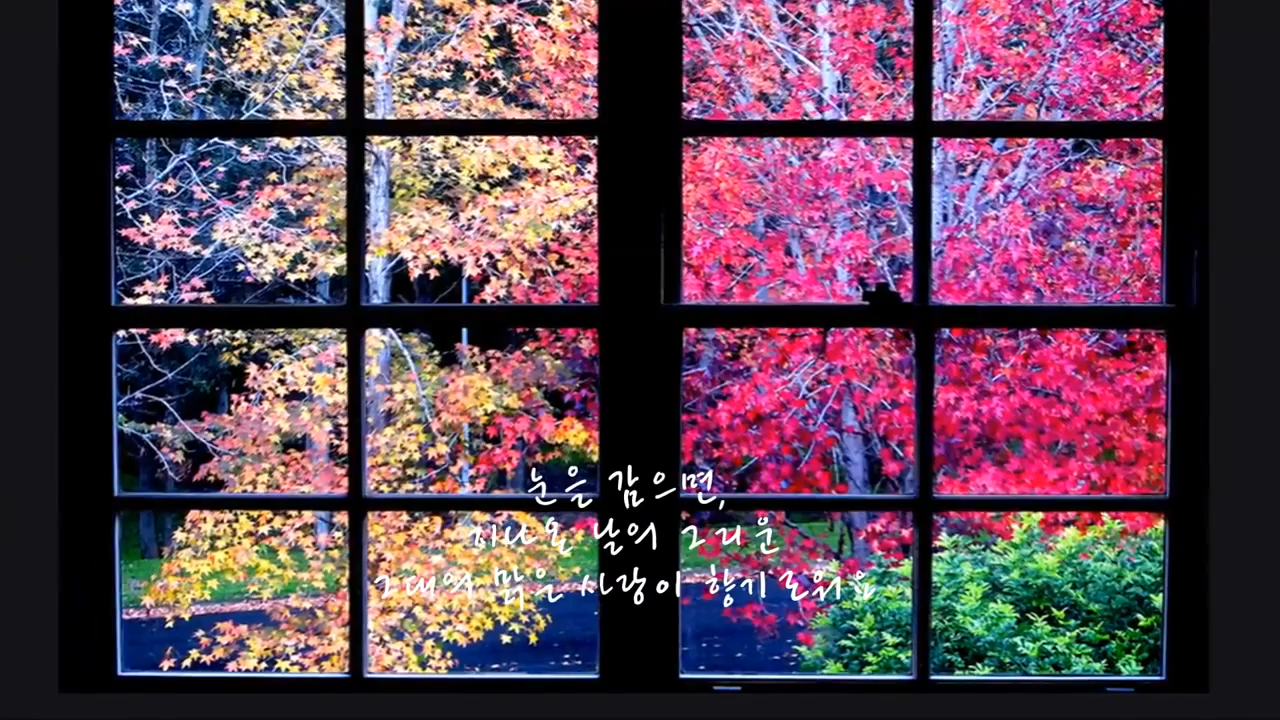 눈을 감으면,
지나온 날의 그리운
그대의 맑은 사랑이 향기로워요